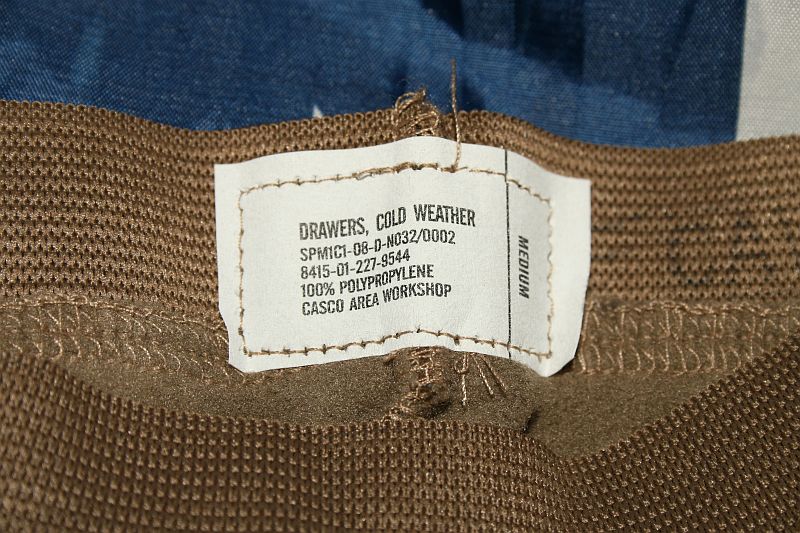 DRAWERS, COLD WEATHER
SPM1C1-08-D-N032/0002
8415-01-227-9544
100% POLYPROPYLENE
CASCO AREA WORKSHOP
MEDIUM